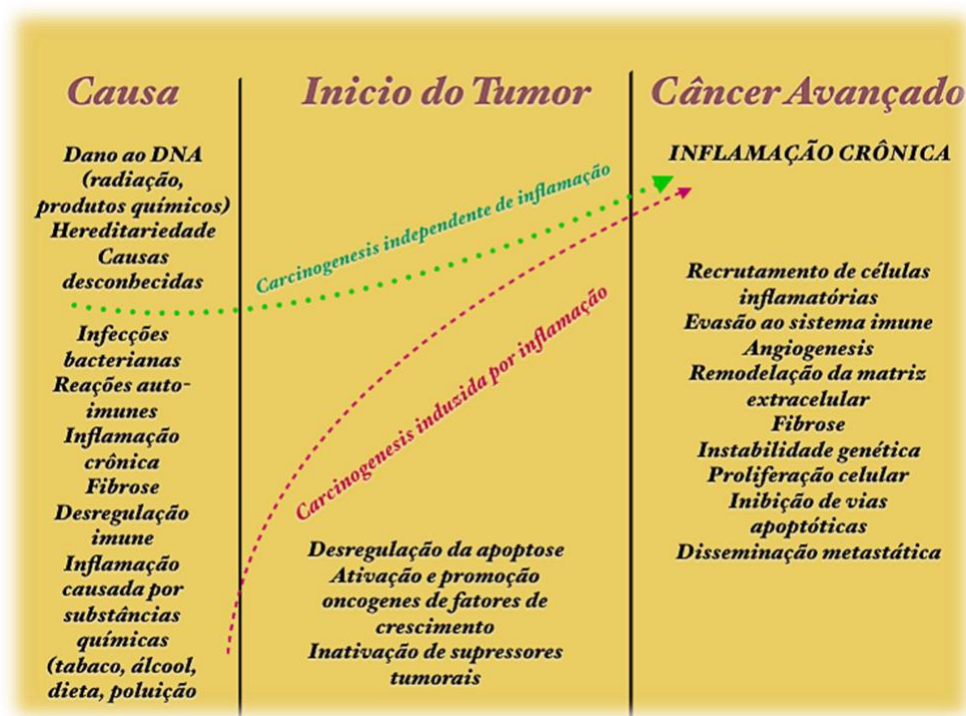 Causa
Dano ao DNA
(radiação,
produtos químicos)
Hereditariedade
Causas
desconhecidas
Infecções
bacterianas
Reações auto-
imunes
Inflamação
crônica
Fibrose
Desregulação
imune
Inflamação
causada por
substâncias
químicas
(tabaco, álcool,
dieta, poluição
Inicio do Tumor
Carcinogenesis independente de inflamação
Carcinogenesis induzida por inflamação
Desregulação da apoptose
Ativação e promoção
oncogenes de fatores de
crescimento
Inativação de supressores
tumorais
Câncer Avançado
INFLAMAÇÃO CRÔNICA
Recrutamento de células
inflamatórias
Evasão ao sistema imune
Angiogenesis
Remodelação da matriz
extracelular
Fibrose
Instabilidade genética
Proliferação celular
Inibição de vias
apoptóticas
Disseminação metastática